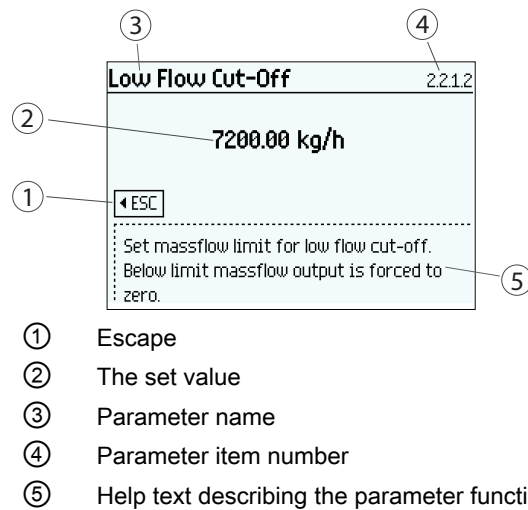 ③ ④
Low Flow Cut-Off 2.2.1.2
② 7200.00 kg/h
① ◂ ESC
Set massflow limit for low flow cut-off.
Below limit massflow output is forced to
zero.
⑤
① Escape
② The set value
③ Parameter name
④ Parameter item number
⑤ Help text describing the parameter functi